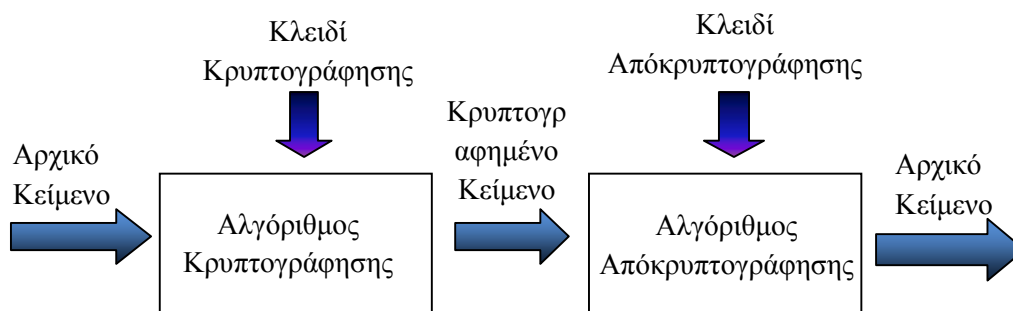 Κλειδί
Κρυπτογράφησης
Κλειδί
Απόκρυπτογράφησης
Αρχικό
Κείμενο
Κρυπτογρ
αφημένο
Κείμενο
Αρχικό
Κείμενο
Αλγόριθμος
Κρυπτογράφησης
Αλγόριθμος
Απόκρυπτογράφησης